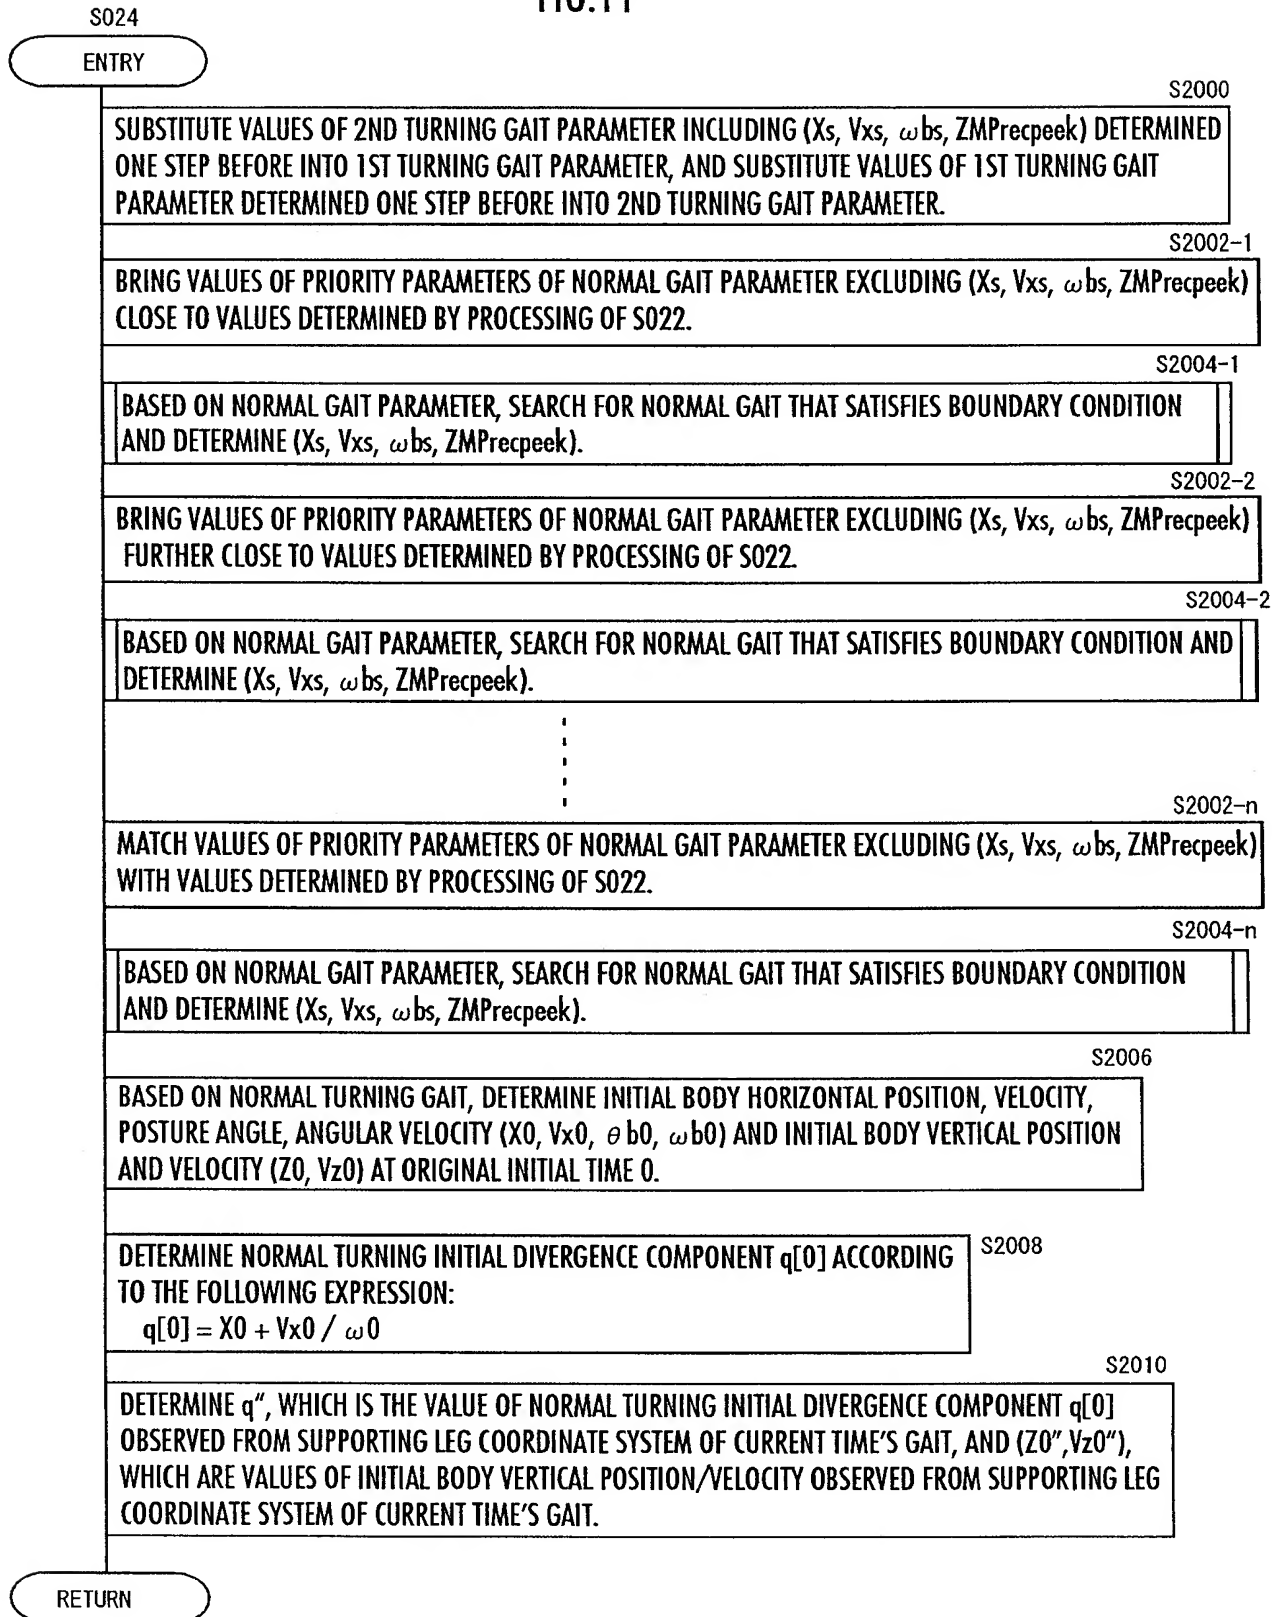 FIG.11
S024
ENTRY
S2000
SUBSTITUTE VALUES OF 2ND TURNING GAIT PARAMETER INCLUDING (Xs, Vxs, ωbs, ZMPrecpeek) DETERMINED
ONE STEP BEFORE INTO 1ST TURNING GAIT PARAMETER, AND SUBSTITUTE VALUES OF 1ST TURNING GAIT
PARAMETER DETERMINED ONE STEP BEFORE INTO 2ND TURNING GAIT PARAMETER.
S2002-1
BRING VALUES OF PRIORITY PARAMETERS OF NORMAL GAIT PARAMETER EXCLUDING (Xs, Vxs, ωbs, ZMPrecpeek)
CLOSE TO VALUES DETERMINED BY PROCESSING OF S022.
S2004-1
BASED ON NORMAL GAIT PARAMETER, SEARCH FOR NORMAL GAIT THAT SATISFIES BOUNDARY CONDITION
AND DETERMINE (Xs, Vxs, ωbs, ZMPrecpeek).
S2002-2
BRING VALUES OF PRIORITY PARAMETERS OF NORMAL GAIT PARAMETER EXCLUDING (Xs, Vxs, ωbs, ZMPrecpeek)
FURTHER CLOSE TO VALUES DETERMINED BY PROCESSING OF S022.
S2004-2
BASED ON NORMAL GAIT PARAMETER, SEARCH FOR NORMAL GAIT THAT SATISFIES BOUNDARY CONDITION AND
DETERMINE (Xs, Vxs, ωbs, ZMPrecpeek).
S2002-n
MATCH VALUES OF PRIORITY PARAMETERS OF NORMAL GAIT PARAMETER EXCLUDING (Xs, Vxs, ωbs, ZMPrecpeek)
WITH VALUES DETERMINED BY PROCESSING OF S022.
S2004-n
BASED ON NORMAL GAIT PARAMETER, SEARCH FOR NORMAL GAIT THAT SATISFIES BOUNDARY CONDITION
AND DETERMINE (Xs, Vxs, ωbs, ZMPrecpeek).
S2006
BASED ON NORMAL TURNING GAIT, DETERMINE INITIAL BODY HORIZONTAL POSITION, VELOCITY,
POSTURE ANGLE, ANGULAR VELOCITY (X0, Vx0, θb0, ωb0) AND INITIAL BODY VERTICAL POSITION
AND VELOCITY (Z0, Vz0) AT ORIGINAL INITIAL TIME 0.
S2008
DETERMINE NORMAL TURNING INITIAL DIVERGENCE COMPONENT q[0] ACCORDING
TO THE FOLLOWING EXPRESSION:
q[0] = X0 + Vx0 / ω0
S2010
DETERMINE q", WHICH IS THE VALUE OF NORMAL TURNING INITIAL DIVERGENCE COMPONENT q[0]
OBSERVED FROM SUPPORTING LEG COORDINATE SYSTEM OF CURRENT TIME'S GAIT, AND (Z0",Vz0"),
WHICH ARE VALUES OF INITIAL BODY VERTICAL POSITION/VELOCITY OBSERVED FROM SUPPORTING LEG
COORDINATE SYSTEM OF CURRENT TIME'S GAIT.
RETURN